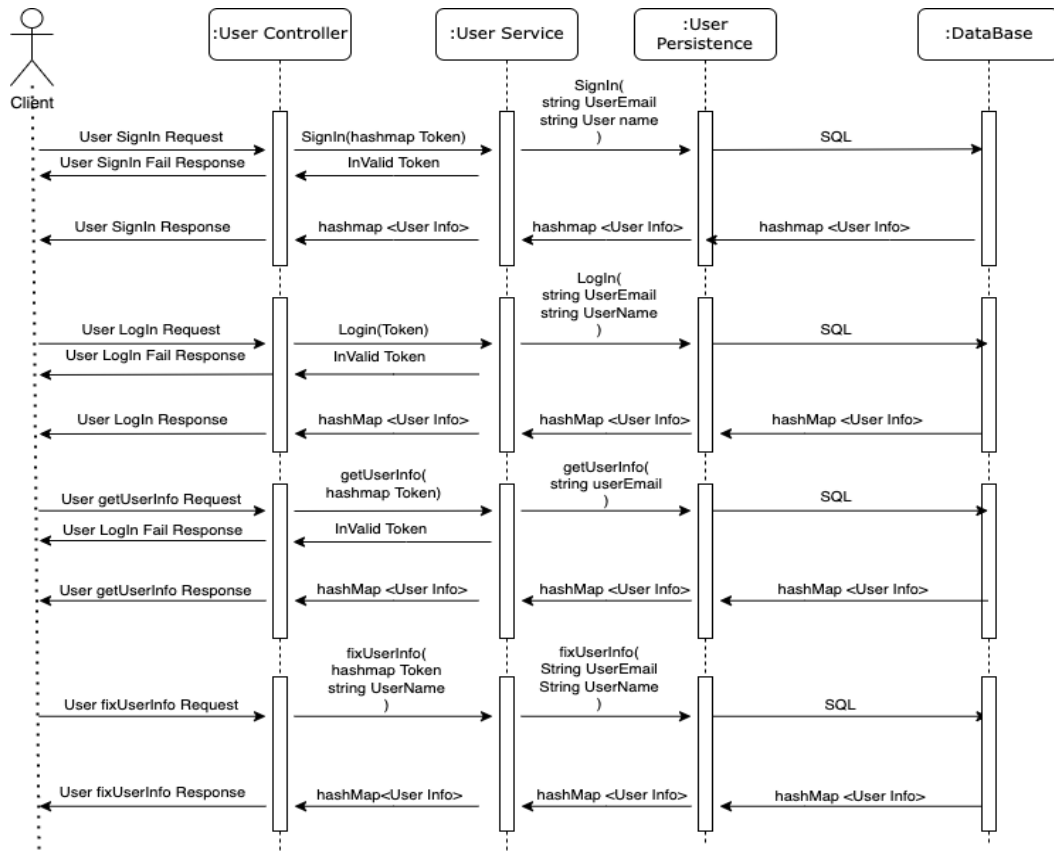 :User Controller
:User Service
:User
Persistence
:DataBase
Client
SignIn(
string UserEmail
string User name
)
User SignIn Request
SignIn(hashmap Token)
SQL
User SignIn Fail Response
InValid Token
User SignIn Response
hashmap <User Info>
hashmap <User Info>
hashmap <User Info>
LogIn(
string UserEmail
string UserName
)
User LogIn Request
Login(Token)
SQL
User LogIn Fail Response
InValid Token
User LogIn Response
hashMap <User Info>
hashMap <User Info>
hashMap <User Info>
getUserInfo(
hashmap Token)
getUserInfo(
string userEmail
)
User getUserInfo Request
SQL
User LogIn Fail Response
InValid Token
User getUserInfo Response
hashMap <User Info>
hashMap <User Info>
hashMap <User Info>
fixUserInfo(
hashmap Token
string UserName
)
fixUserInfo(
String UserEmail
String UserName
)
User fixUserInfo Request
SQL
User fixUserInfo Response
hashMap<User Info>
hashMap <User Info>
hashMap <User Info>